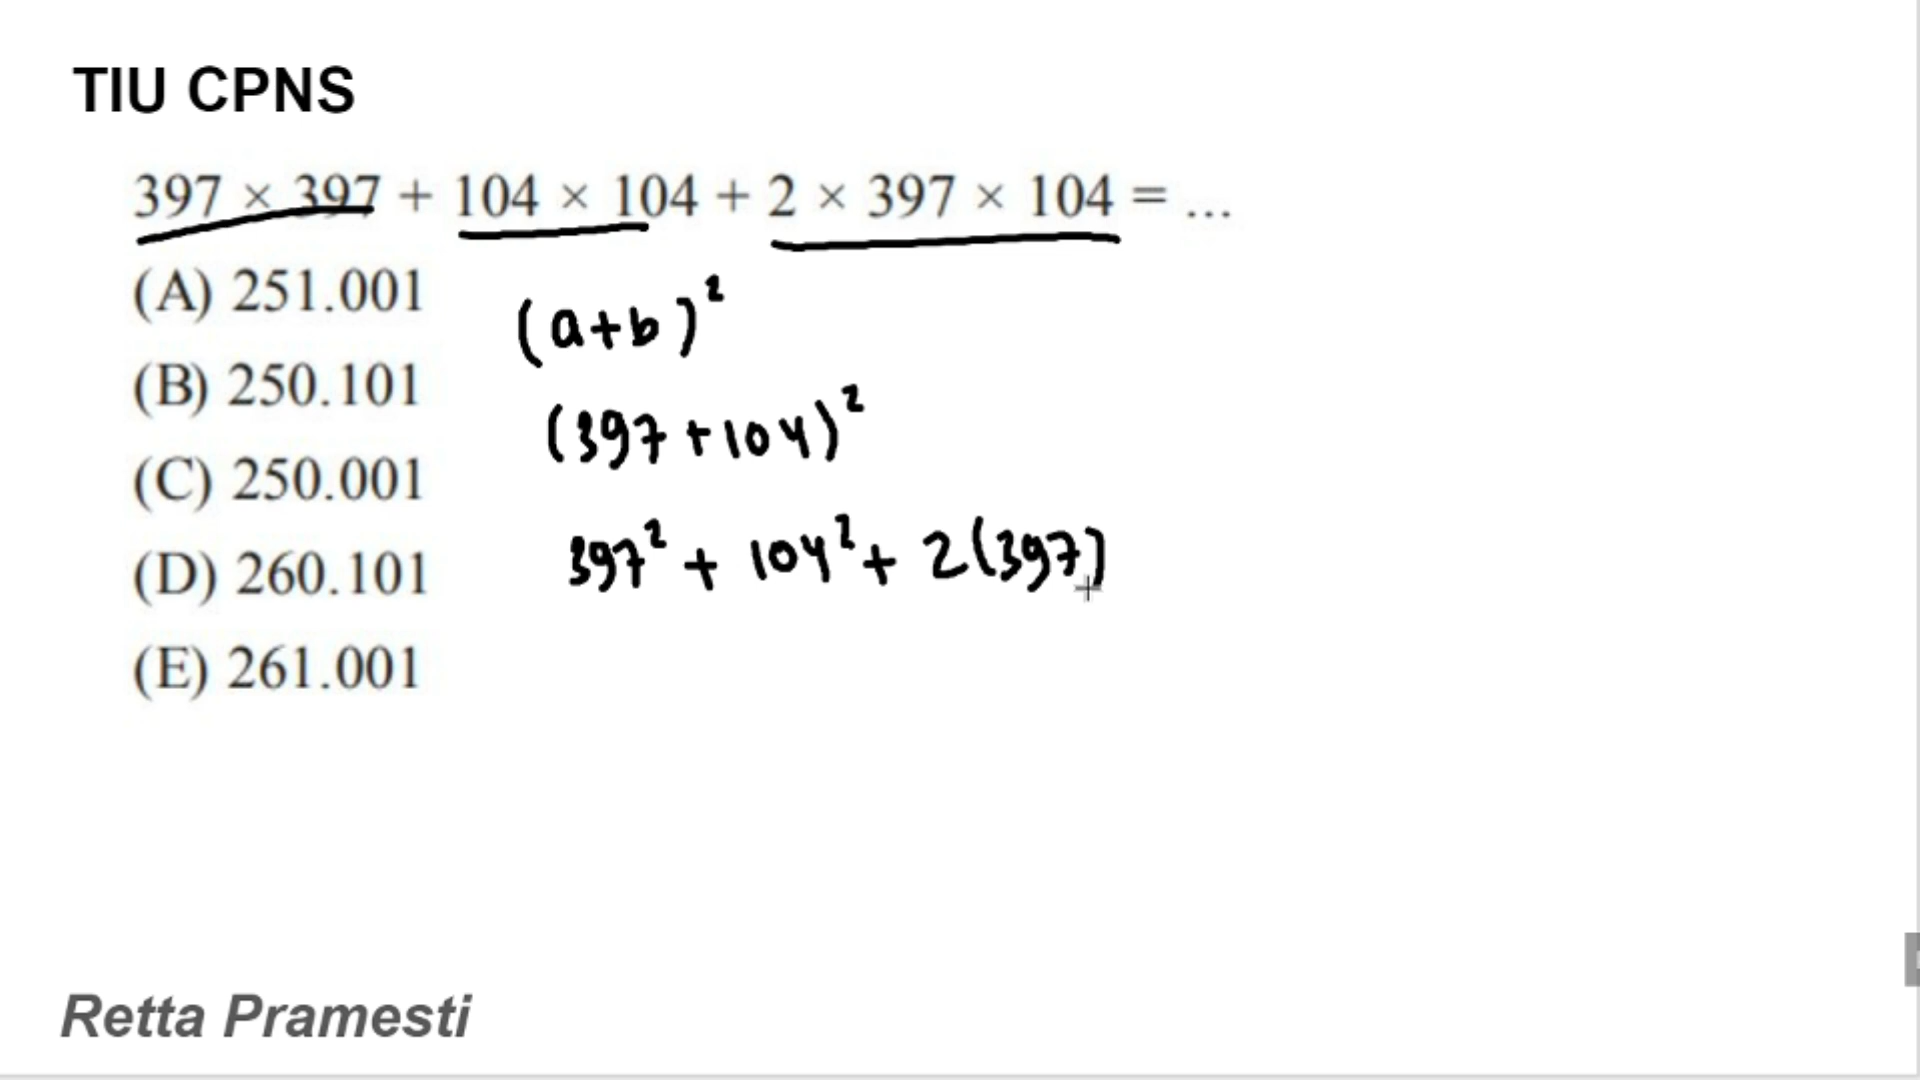 TIU CPNS
397 × 397 + 104 × 104 + 2 × 397 × 104 = ...
(A) 251.001
(a+b)²
(B) 250.101
(397+104)²
(C) 250.001
397² + 104² + 2(397)
(D) 260.101
(E) 261.001
Retta Pramesti